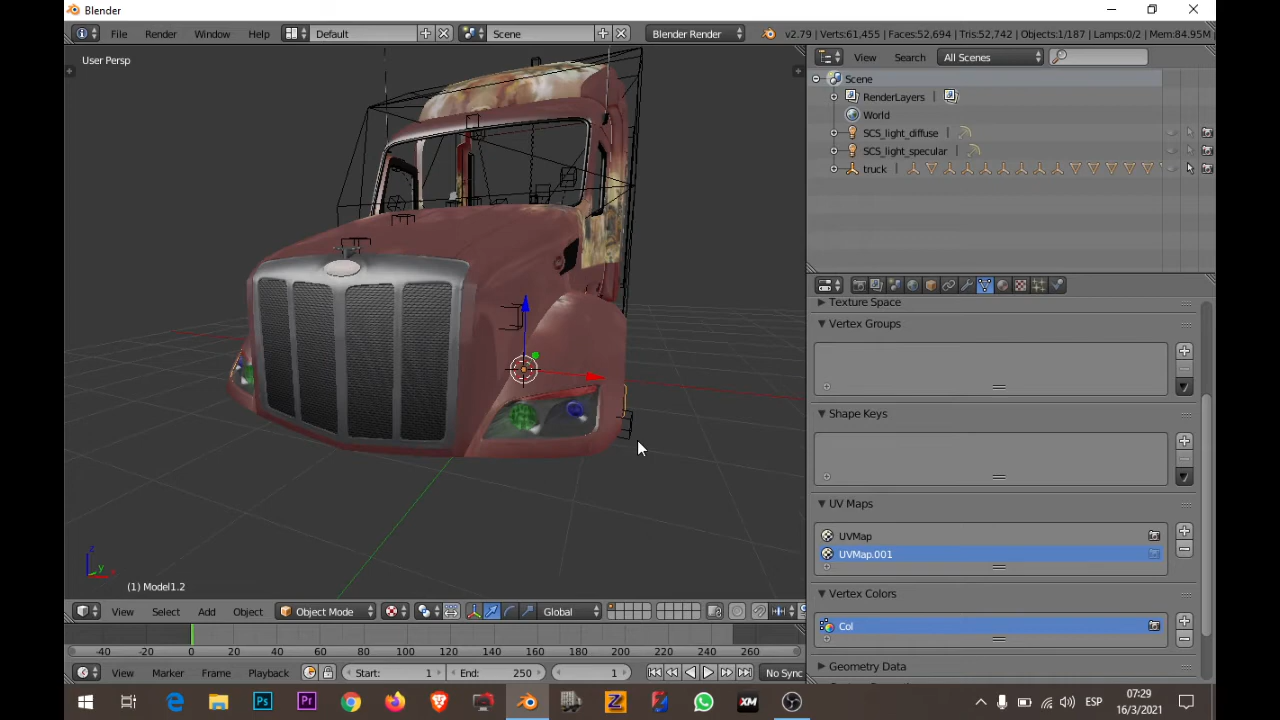 Blender
File Render Window Help Default Scene Blender Render v2.79 | Verts:61,455 | Faces:52,694 | Tris:52,742 | Objects:1/187 | Lamps:0/2 | Mem:84.95M
User Persp
View Search All Scenes
Scene
RenderLayers
World
SCS_light_diffuse
SCS_light_specular
truck
Texture Space
Vertex Groups
Shape Keys
UV Maps
UVMap
UVMap.001
Vertex Colors
Col
Geometry Data
z
y
x
(1) Model1.2
View Select Add Object Object Mode Global
-40 -20 0 20 40 60 80 100 120 140 160 180 200 220 240 260 280
View Marker Frame Playback Start: 1 End: 250 1 No Sync
Ps Pr Z XM ESP 07:29
16/3/2021